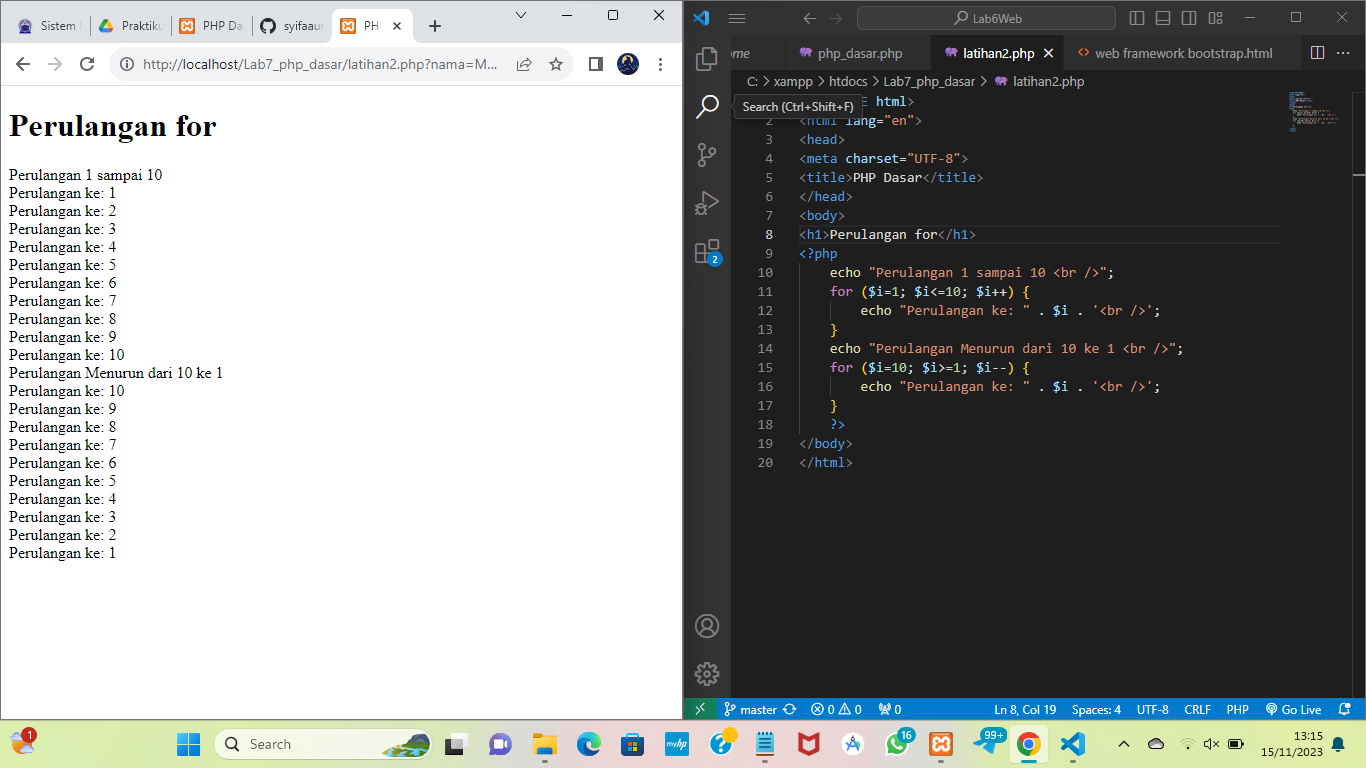 Sistem
Praktiku
PHP Da
syifaau
PH
http://localhost/Lab7_php_dasar/latihan2.php?nama=M...
Perulangan for
Perulangan 1 sampai 10
Perulangan ke: 1
Perulangan ke: 2
Perulangan ke: 3
Perulangan ke: 4
Perulangan ke: 5
Perulangan ke: 6
Perulangan ke: 7
Perulangan ke: 8
Perulangan ke: 9
Perulangan ke: 10
Perulangan Menurun dari 10 ke 1
Perulangan ke: 10
Perulangan ke: 9
Perulangan ke: 8
Perulangan ke: 7
Perulangan ke: 6
Perulangan ke: 5
Perulangan ke: 4
Perulangan ke: 3
Perulangan ke: 2
Perulangan ke: 1
Lab6Web
ome
php_dasar.php
latihan2.php
web framework bootstrap.html
C: > xampp > htdocs > Lab7_php_dasar > latihan2.php
Search (Ctrl+Shift+F)
E html>
2 <html lang="en">
3 <head>
4 <meta charset="UTF-8">
5 <title>PHP Dasar</title>
6 </head>
7 <body>
8 <h1>Perulangan for</h1>
9 <?php
10 echo "Perulangan 1 sampai 10 <br />";
11 for ($i=1; $i<=10; $i++) {
12 echo "Perulangan ke: " . $i . '<br />';
13 }
14 echo "Perulangan Menurun dari 10 ke 1 <br />";
15 for ($i=10; $i>=1; $i--) {
16 echo "Perulangan ke: " . $i . '<br />';
17 }
18 ?>
19 </body>
20 </html>
2
master
0 0
0
Ln 8, Col 19
Spaces: 4
UTF-8
CRLF
PHP
Go Live
1
Search
myhp
16
99+
13:15
15/11/2023